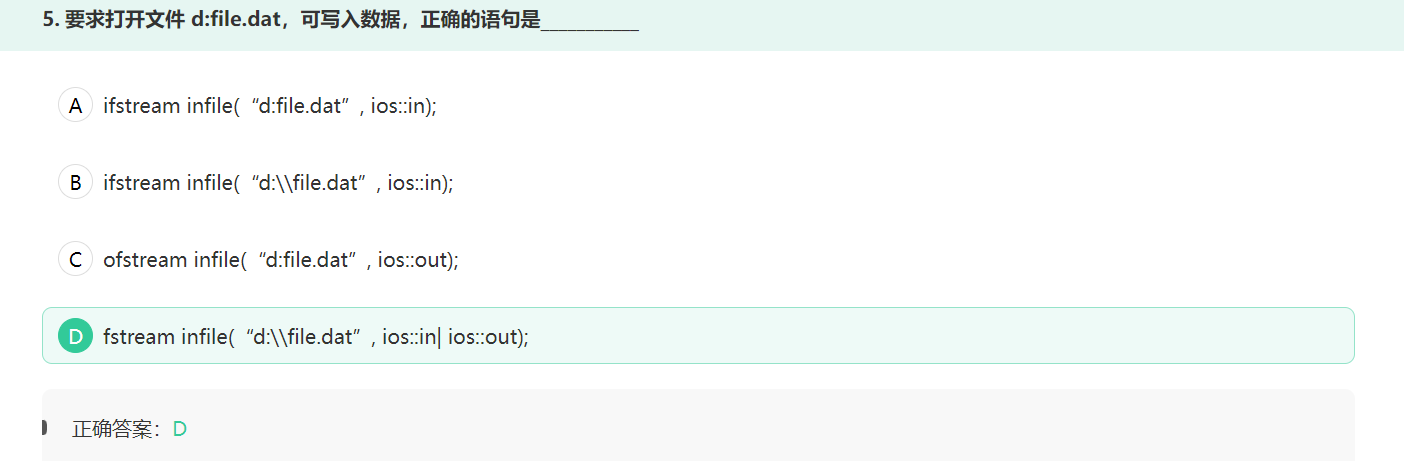 5. 要求打开文件 d:file.dat，可写入数据，正确的语句是___________
A ifstream infile(“d:file.dat”, ios::in);
B ifstream infile(“d:\\file.dat”, ios::in);
C ofstream infile(“d:file.dat”, ios::out);
D fstream infile(“d:\\file.dat”, ios::in| ios::out);
正确答案：D